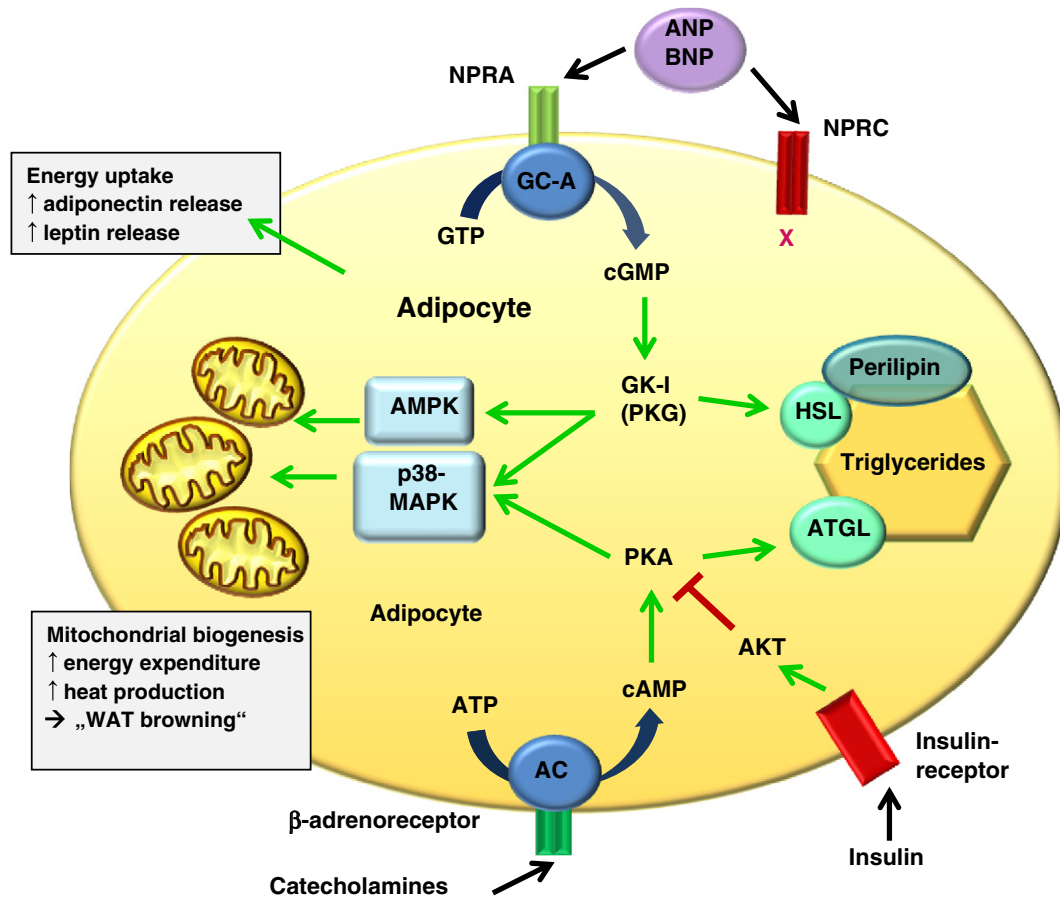 ANP
BNP
NPRA
NPRC
Energy uptake
↑ adiponectin release
↑ leptin release
GC-A
GTP
X
cGMP
Adipocyte
Perilipin
GK-I
(PKG)
AMPK
HSL
Triglycerides
p38-
MAPK
ATGL
PKA
Adipocyte
Mitochondrial biogenesis
↑ energy expenditure
↑ heat production
→ „WAT browning“
AKT
cAMP
ATP
AC
Insulin-
receptor
β-adrenoreceptor
Insulin
Catecholamines